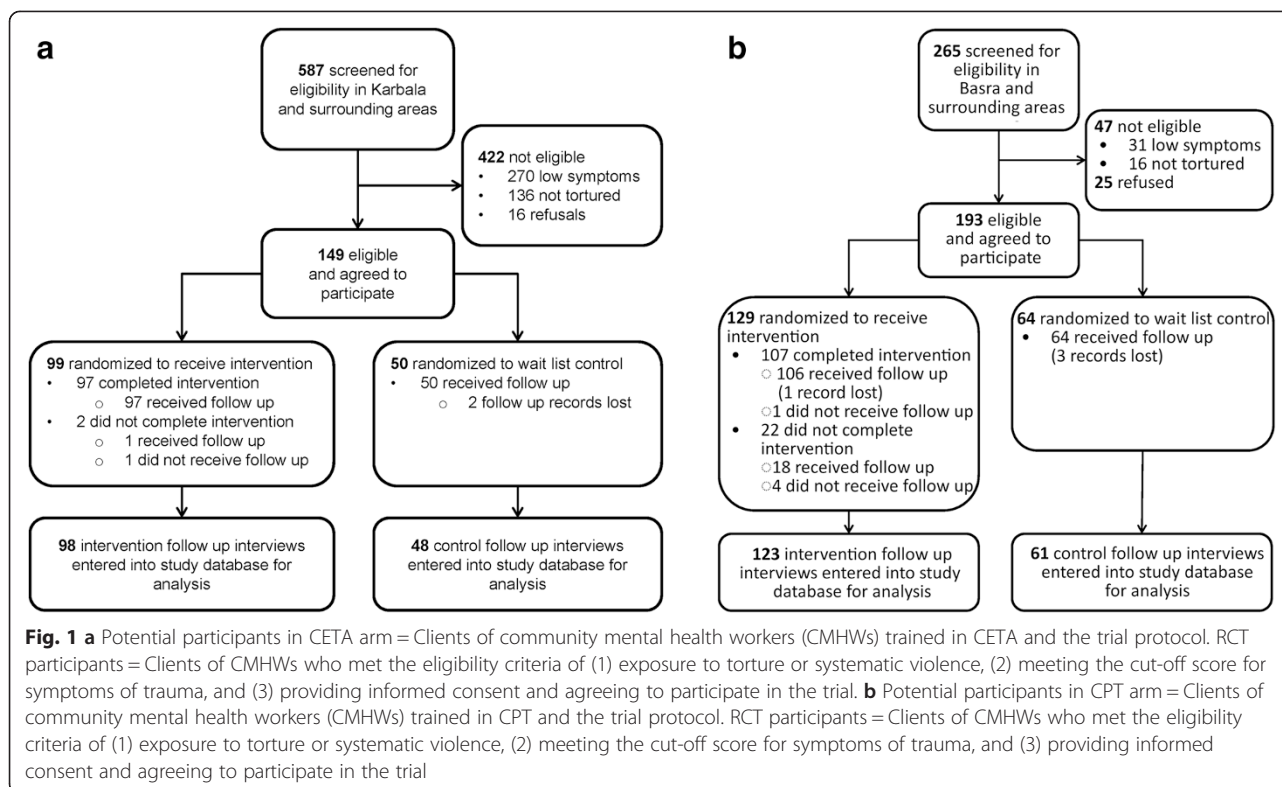 a
587 screened for
eligibility in Karbala
and surrounding areas
422 not eligible
• 270 low symptoms
• 136 not tortured
• 16 refusals
149 eligible
and agreed to
participate
99 randomized to receive intervention
• 97 completed intervention
○ 97 received follow up
• 2 did not complete intervention
○ 1 received follow up
○ 1 did not receive follow up
50 randomized to wait list control
• 50 received follow up
○ 2 follow up records lost
98 intervention follow up interviews
entered into study database for
analysis
48 control follow up interviews
entered into study database for
analysis
b
265 screened for
eligibility in
Basra and
surrounding areas
47 not eligible
• 31 low symptoms
• 16 not tortured
25 refused
193 eligible
and agreed to
participate
129 randomized to receive
intervention
• 107 completed intervention
○ 106 received follow up
(1 record lost)
○ 1 did not receive follow up
• 22 did not complete
intervention
○ 18 received follow up
○ 4 did not receive follow up
64 randomized to wait list control
• 64 received follow up
(3 records lost)
123 intervention follow up
interviews entered into study
database for analysis
61 control follow up interviews
entered into study database
for analysis
Fig. 1 a Potential participants in CETA arm = Clients of community mental health workers (CMHWs) trained in CETA and the trial protocol. RCT
participants = Clients of CMHWs who met the eligibility criteria of (1) exposure to torture or systematic violence, (2) meeting the cut-off score for
symptoms of trauma, and (3) providing informed consent and agreeing to participate in the trial. b Potential participants in CPT arm = Clients of
community mental health workers (CMHWs) trained in CPT and the trial protocol. RCT participants = Clients of CMHWs who met the eligibility
criteria of (1) exposure to torture or systematic violence, (2) meeting the cut-off score for symptoms of trauma, and (3) providing informed
consent and agreeing to participate in the trial